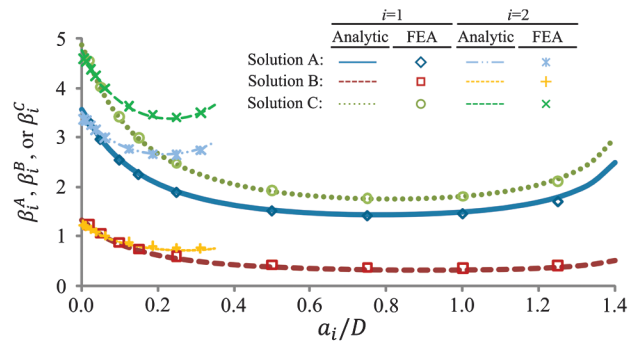 i=1 i=2
Analytic FEA Analytic FEA
Solution A:
Solution B:
Solution C:
β_i^A, β_i^B, or β_i^C
5
4
3
2
1
0
0.0 0.2 0.4 0.6 0.8 1.0 1.2 1.4
a_i/D